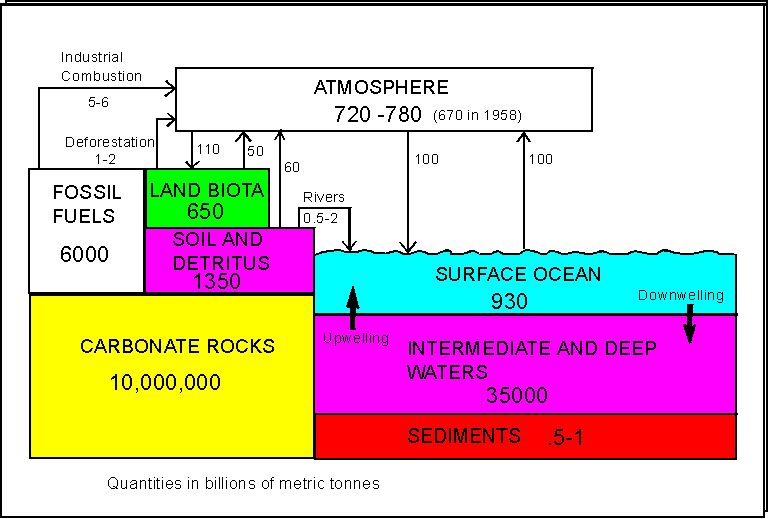 Industrial
Combustion
5-6
ATMOSPHERE
720 -780 (670 in 1958)
Deforestation
1-2
110
50
60
100
100
FOSSIL
FUELS
6000
LAND BIOTA
650
Rivers
0.5-2
SOIL AND
DETRITUS
1350
SURFACE OCEAN
930
Downwelling
Upwelling
CARBONATE ROCKS
10,000,000
INTERMEDIATE AND DEEP
WATERS
35000
SEDIMENTS .5-1
Quantities in billions of metric tonnes